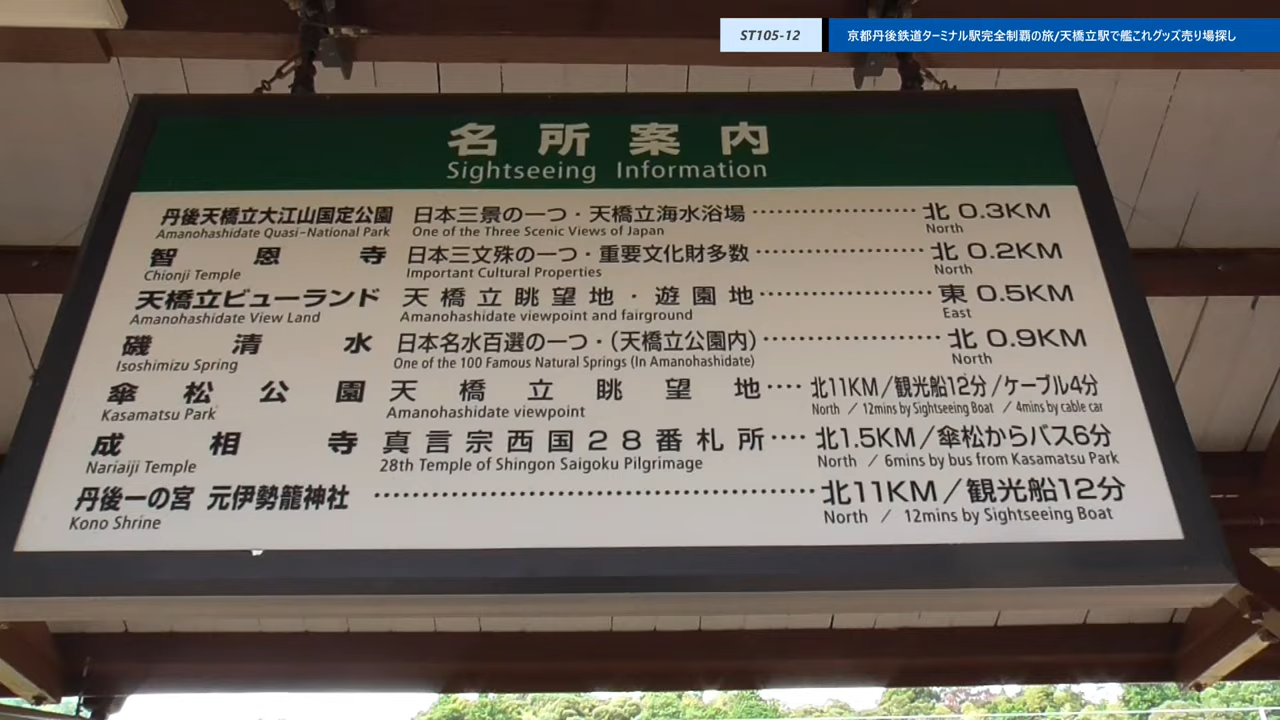 ST105-12
京都丹後鉄道ターミナル駅完全制覇の旅/天橋立駅で艦これグッズ売り場探し
名所案内
Sightseeing Information
丹後天橋立大江山国定公園 日本三景の一つ・天橋立海水浴場 ⋯⋯⋯⋯⋯ 北 0.3KM
Amanohashidate Quasi-National Park One of the Three Scenic Views of Japan North
智恩寺 日本三文殊の一つ・重要文化財多数 ⋯⋯⋯⋯⋯ 北 0.2KM
Chionji Temple Important Cultural Properties North
天橋立ビューランド 天橋立眺望地・遊園地 ⋯⋯⋯⋯⋯ 東 0.5KM
Amanohashidate View Land Amanohashidate viewpoint and fairground East
磯清水 日本名水百選の一つ・(天橋立公園内) ⋯⋯⋯⋯⋯ 北 0.9KM
Isoshimizu Spring One of the 100 Famous Natural Springs (In Amanohashidate) North
傘松公園 天橋立眺望地 ⋯⋯ 北11KM/観光船12分/ケーブル4分
Kasamatsu Park Amanohashidate viewpoint North / 12mins by Sightseeing Boat / 4mins by cable car
成相寺 真言宗西国28番札所 ⋯⋯ 北1.5KM/傘松からバス6分
Nariaiji Temple 28th Temple of Shingon Saigoku Pilgrimage North / 6mins by bus from Kasamatsu Park
丹後一の宮 元伊勢籠神社 ⋯⋯⋯⋯⋯⋯⋯⋯⋯⋯ 北11KM/観光船12分
Kono Shrine North / 12mins by Sightseeing Boat